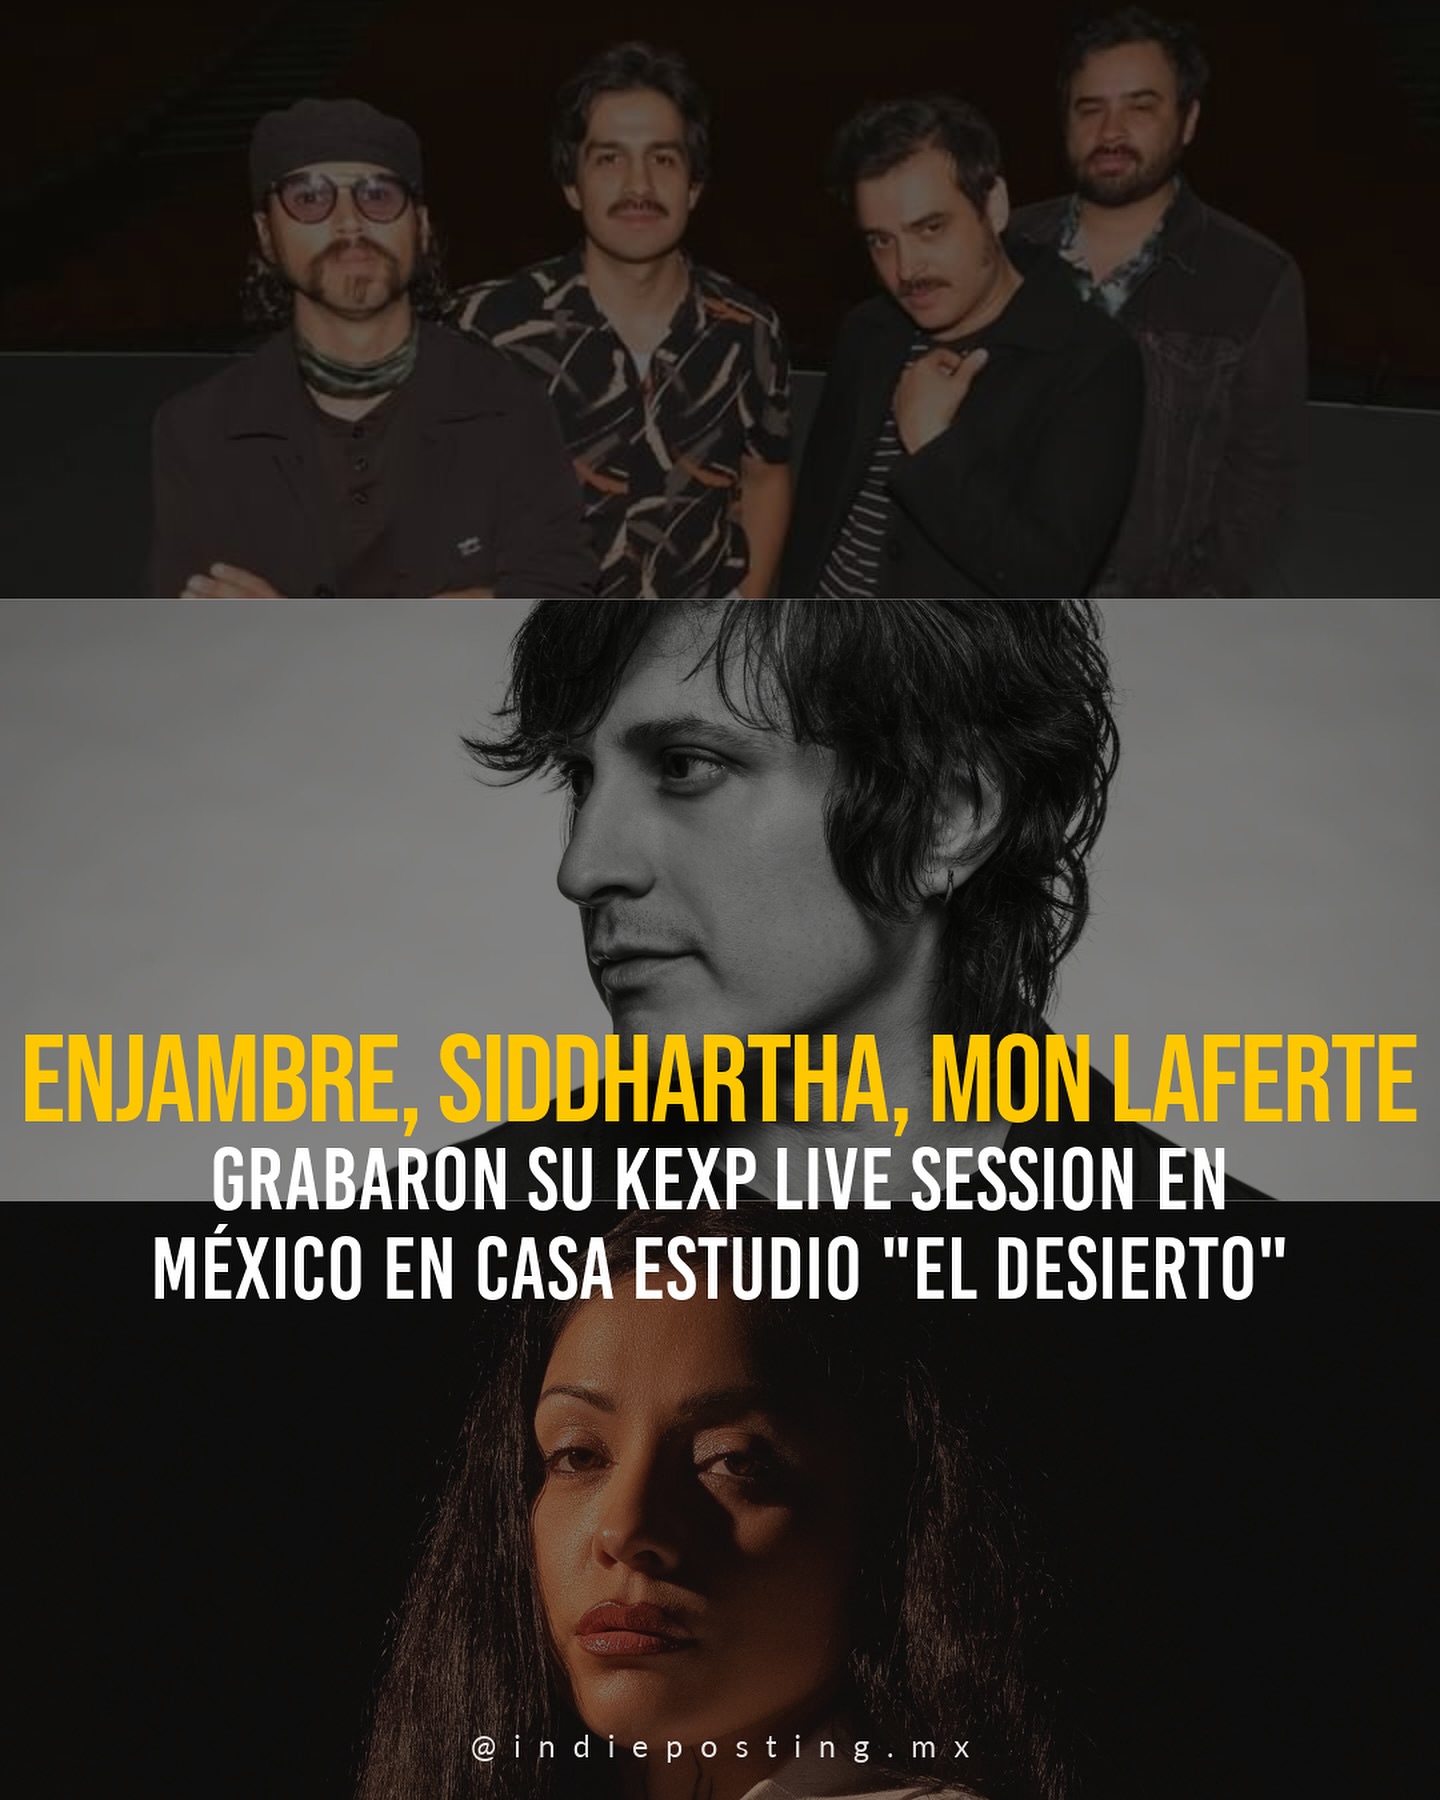 ENJAMBRE, SIDDHARTHA, MON LAFERTE
GRABARON SU KEXP LIVE SESSION EN
MÉXICO EN CASA ESTUDIO "EL DESIERTO"
@indieposting.mx